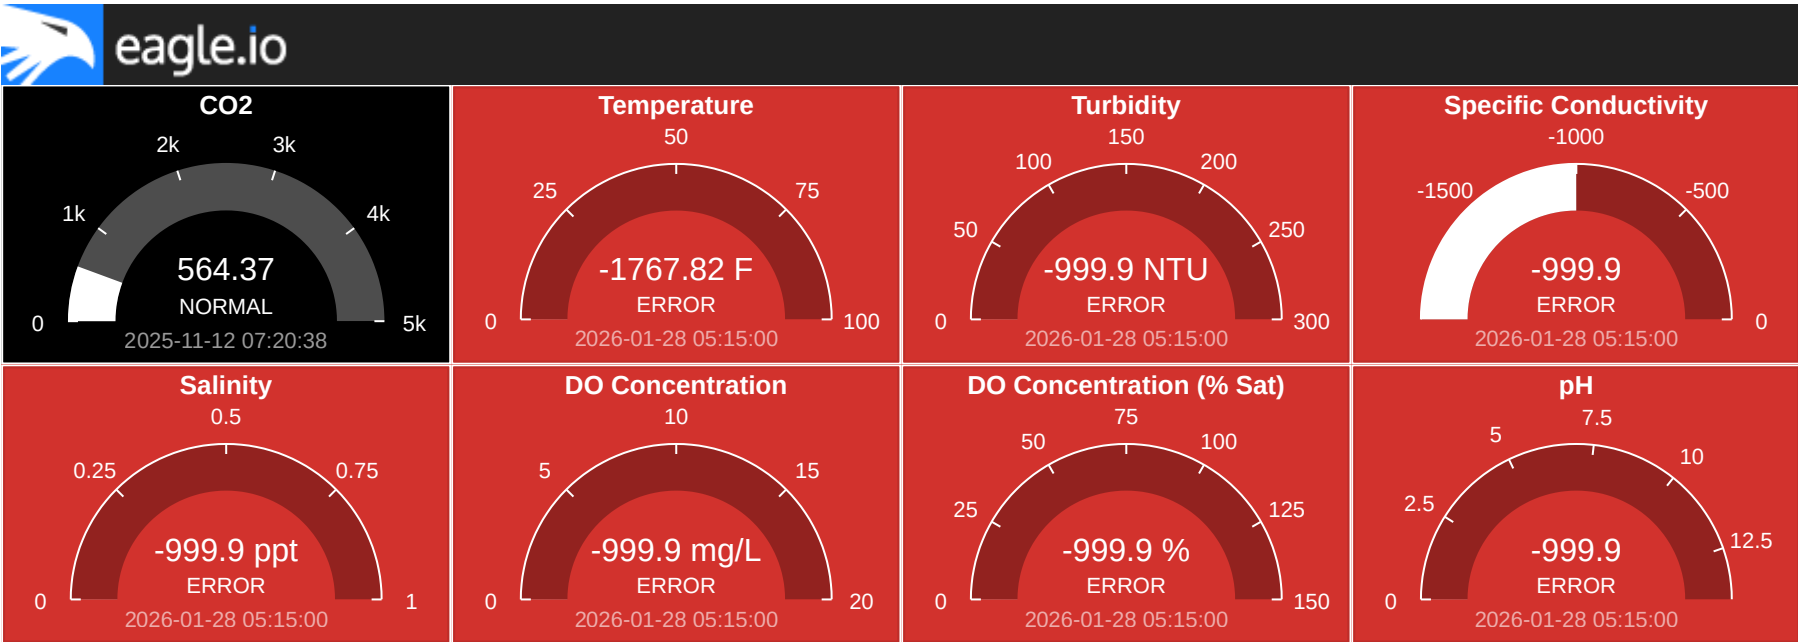 eagle.io
CO2
2k
3k
1k
4k
564.37
NORMAL
0
5k
2025-11-12 07:20:38
Temperature
50
25
75
-1767.82 F
ERROR
0
100
2026-01-28 05:15:00
Turbidity
150
100
200
50
250
-999.9 NTU
ERROR
0
300
2026-01-28 05:15:00
Specific Conductivity
-1000
-1500
-500
-999.9
ERROR
0
2026-01-28 05:15:00
Salinity
0.5
0.25
0.75
-999.9 ppt
ERROR
0
1
2026-01-28 05:15:00
DO Concentration
10
5
15
-999.9 mg/L
ERROR
0
20
2026-01-28 05:15:00
DO Concentration (% Sat)
75
50
100
25
125
-999.9 %
ERROR
0
150
2026-01-28 05:15:00
pH
7.5
5
10
2.5
12.5
-999.9
ERROR
0
2026-01-28 05:15:00